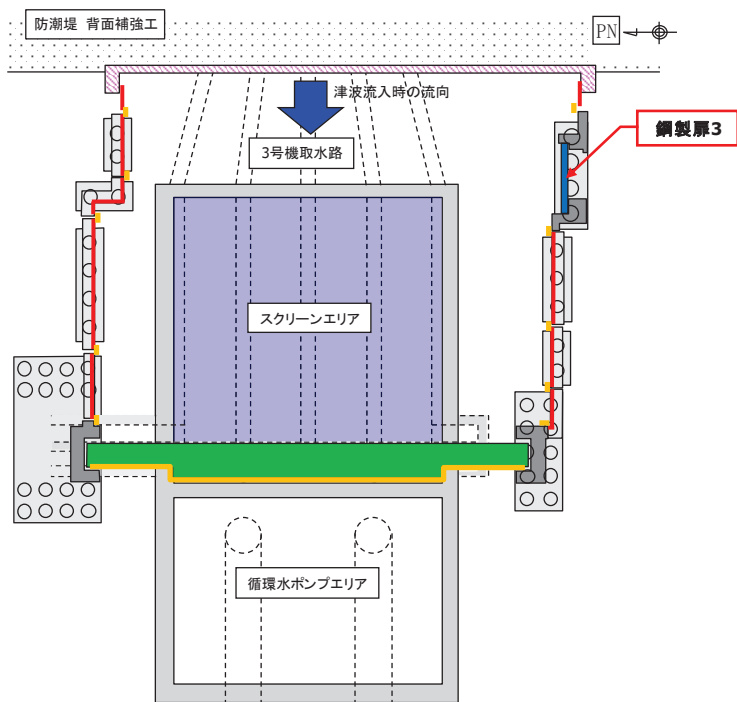 防潮堤 背面補強工
PN
津波流入時の流向
鋼製扉3
3号機取水路
スクリーンエリア
循環水ポンプエリア